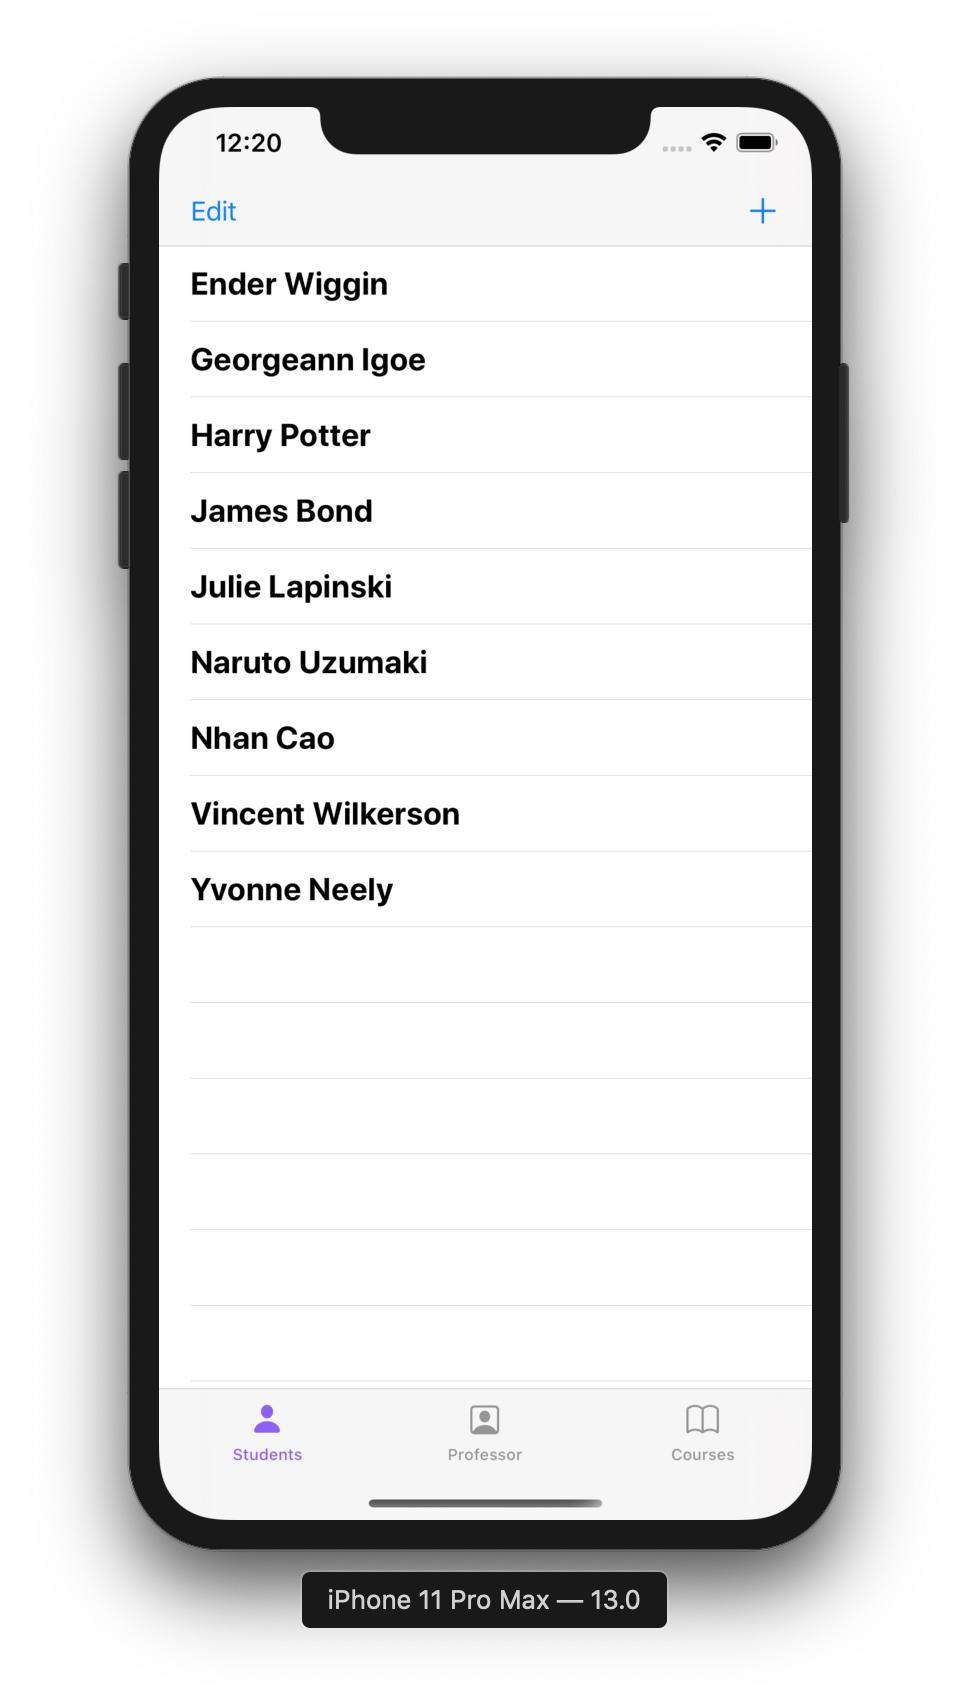 12:20
Edit
Ender Wiggin
Georgeann Igoe
Harry Potter
James Bond
Julie Lapinski
Naruto Uzumaki
Nhan Cao
Vincent Wilkerson
Yvonne Neely
Students Professor Courses
iPhone 11 Pro Max — 13.0